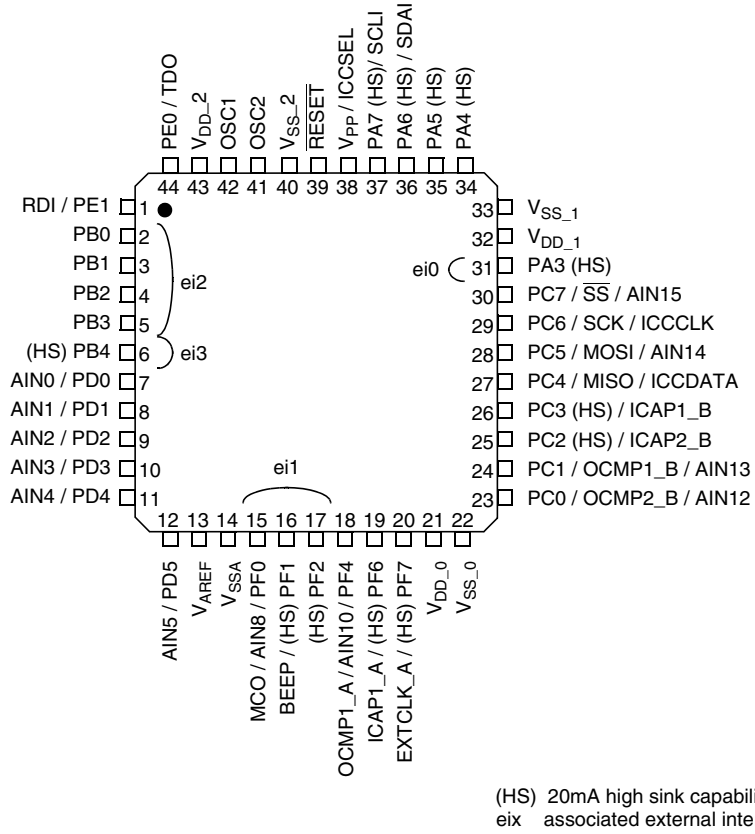 PE0 / TDO
VDD_2
OSC1
OSC2
VSS_2
RESET
VPP / ICCSEL
PA7 (HS)/ SCLI
PA6 (HS) / SDAI
PA5 (HS)
PA4 (HS)
44 43 42 41 40 39 38 37 36 35 34
RDI / PE1 1
PB0 2
PB1 3
PB2 4
PB3 5
(HS) PB4 6
AIN0 / PD0 7
AIN1 / PD1 8
AIN2 / PD2 9
AIN3 / PD3 10
AIN4 / PD4 11
ei2
ei3
ei0
ei1
33 VSS_1
32 VDD_1
31 PA3 (HS)
30 PC7 / SS / AIN15
29 PC6 / SCK / ICCCLK
28 PC5 / MOSI / AIN14
27 PC4 / MISO / ICCDATA
26 PC3 (HS) / ICAP1_B
25 PC2 (HS) / ICAP2_B
24 PC1 / OCMP1_B / AIN13
23 PC0 / OCMP2_B / AIN12
12 13 14 15 16 17 18 19 20 21 22
AIN5 / PD5
VAREF
VSSA
MCO / AIN8 / PF0
BEEP / (HS) PF1
(HS) PF2
OCMP1_A / AIN10 / PF4
ICAP1_A / (HS) PF6
EXTCLK_A / (HS) PF7
VDD_0
VSS_0
(HS) 20mA high sink capabili
eix associated external inte